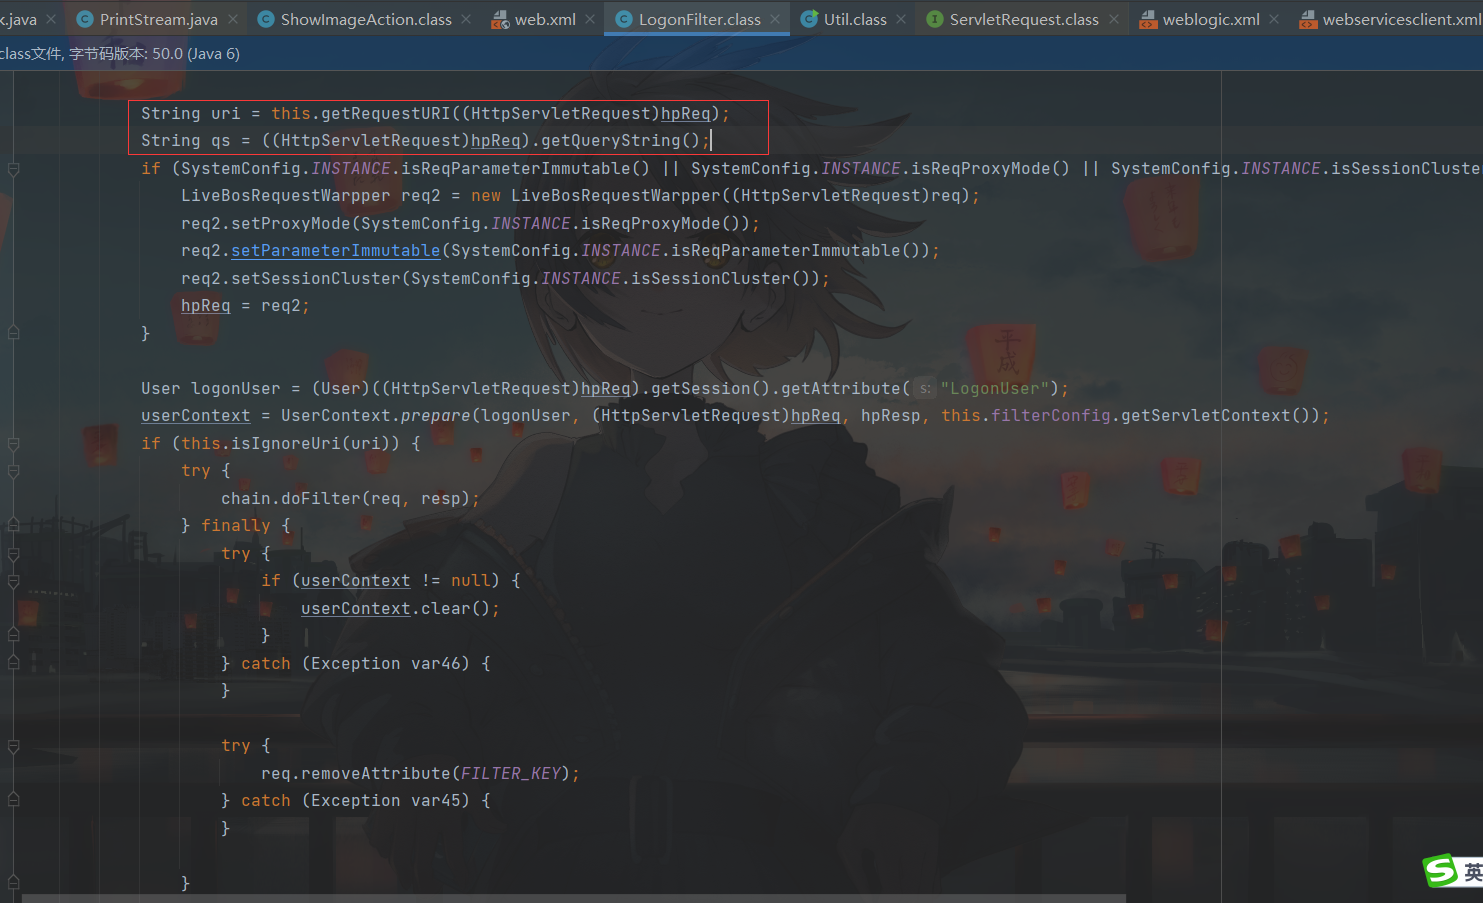 k.java PrintStream.java ShowImageAction.class web.xml LogonFilter.class Util.class ServletRequest.class weblogic.xml webservicesclient.xml
class文件, 字节码版本: 50.0 (Java 6)
String uri = this.getRequestURI((HttpServletRequest)hpReq);
String qs = ((HttpServletRequest)hpReq).getQueryString();
if (SystemConfig.INSTANCE.isReqParameterImmutable() || SystemConfig.INSTANCE.isReqProxyMode() || SystemConfig.INSTANCE.isSessionCluste
LiveBosRequestWarpper req2 = new LiveBosRequestWarpper((HttpServletRequest)req);
req2.setProxyMode(SystemConfig.INSTANCE.isReqProxyMode());
req2.setParameterImmutable(SystemConfig.INSTANCE.isReqParameterImmutable());
req2.setSessionCluster(SystemConfig.INSTANCE.isSessionCluster());
hpReq = req2;
}
User logonUser = (User)((HttpServletRequest)hpReq).getSession().getAttribute( s: "LogonUser");
userContext = UserContext.prepare(logonUser, (HttpServletRequest)hpReq, hpResp, this.filterConfig.getServletContext());
if (this.isIgnoreUri(uri)) {
try {
chain.doFilter(req, resp);
} finally {
try {
if (userContext != null) {
userContext.clear();
}
} catch (Exception var46) {
}
try {
req.removeAttribute(FILTER_KEY);
} catch (Exception var45) {
}
}
平成
英